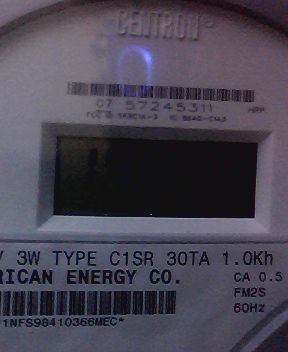 CENTRON®
07 57245311
V 3W TYPE C1SR 30TA 1.0Kh
RICAN ENERGY CO.
CA 0.5
FM2S
60Hz
1NFS98410366MEC*